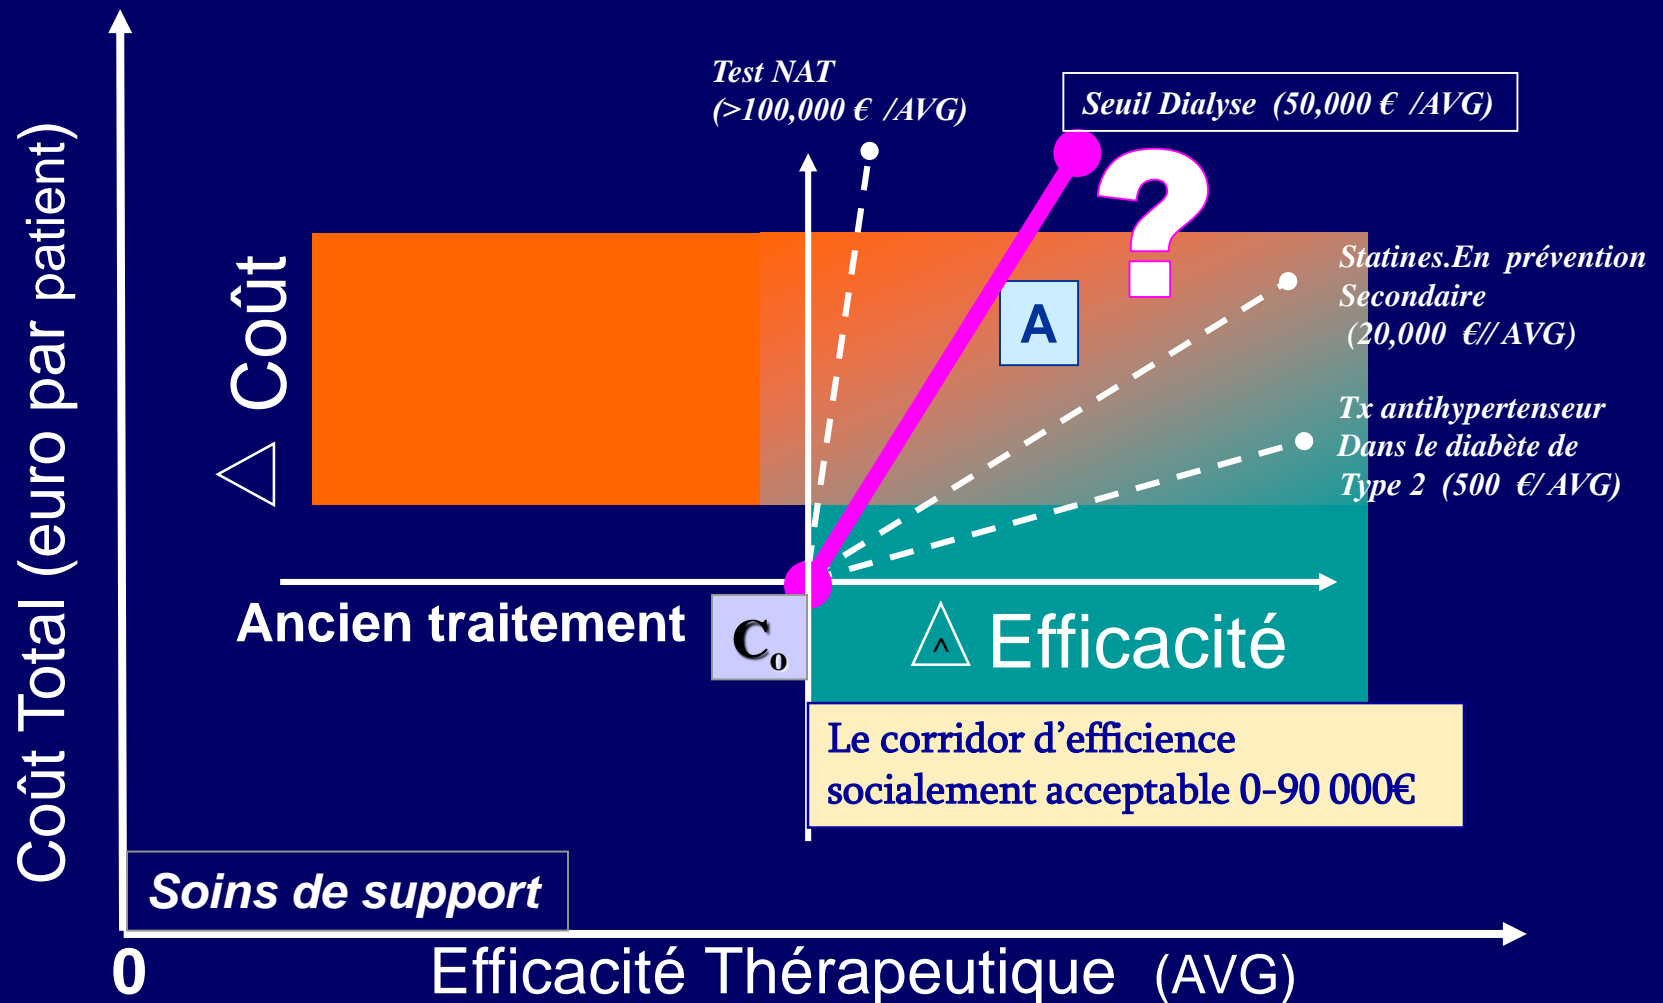 Test NAT
(>100,000 € /AVG)
Seuil Dialyse (50,000 € /AVG)
?
Coût Total (euro par patient)
△ Coût
A
Statines.En prévention
Secondaire
(20,000 €// AVG)
Tx antihypertenseur
Dans le diabète de
Type 2 (500 €/ AVG)
Ancien traitement
C₀
^ Efficacité
Le corridor d’efficience
socialement acceptable 0-90 000€
Soins de support
0
Efficacité Thérapeutique (AVG)